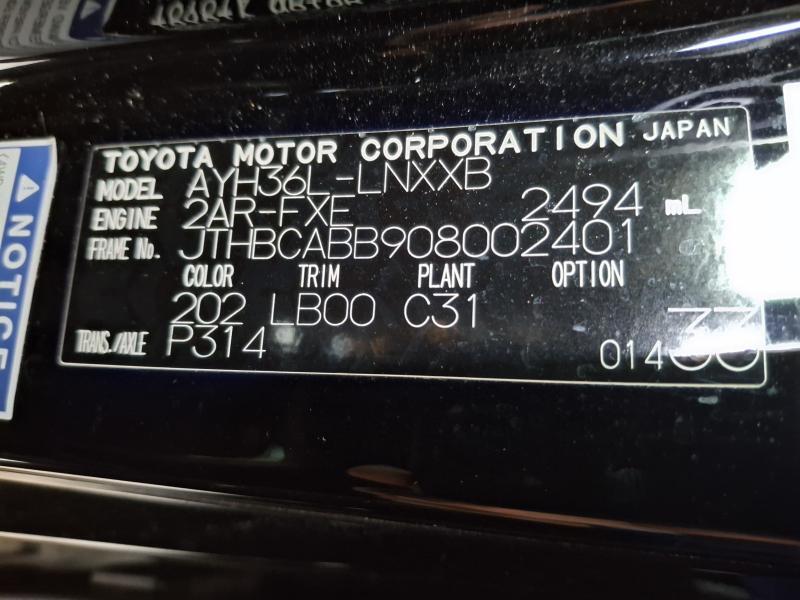 TOYOTA MOTOR CORPORATION JAPAN
MODEL AYH36L-LNXXB
ENGINE 2AR-FXE 2494 mL
FRAME No. JTHBCABB908002401
COLOR TRIM PLANT OPTION
202 LB00 C31
TRANS./AXLE P314 01433
NOTICE